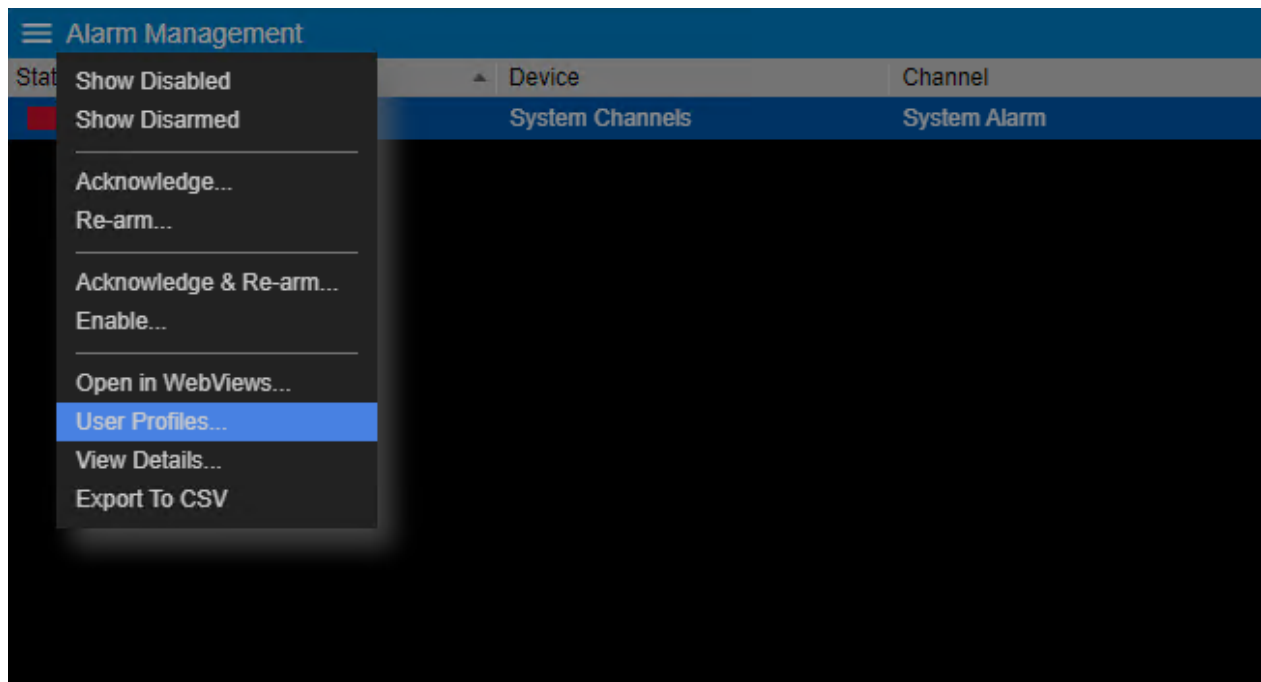 Alarm Management
Stat Device Channel
Show Disabled
Show Disarmed
System Channels System Alarm
Acknowledge...
Re-arm...
Acknowledge & Re-arm...
Enable...
Open in WebViews...
User Profiles...
View Details...
Export To CSV